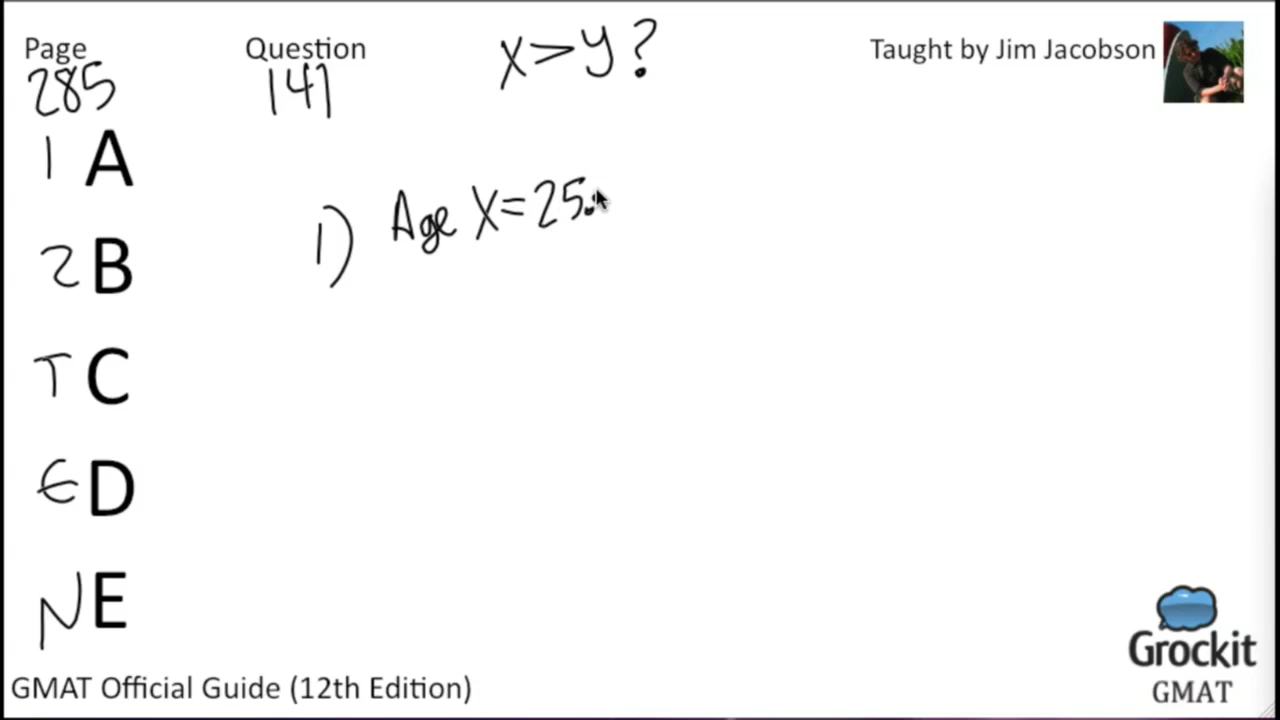 Page Question x>y? Taught by Jim Jacobson
285 141
1 A
1) Age X=25.
2 B
T C
E D
N E
Grockit
GMAT
GMAT Official Guide (12th Edition)